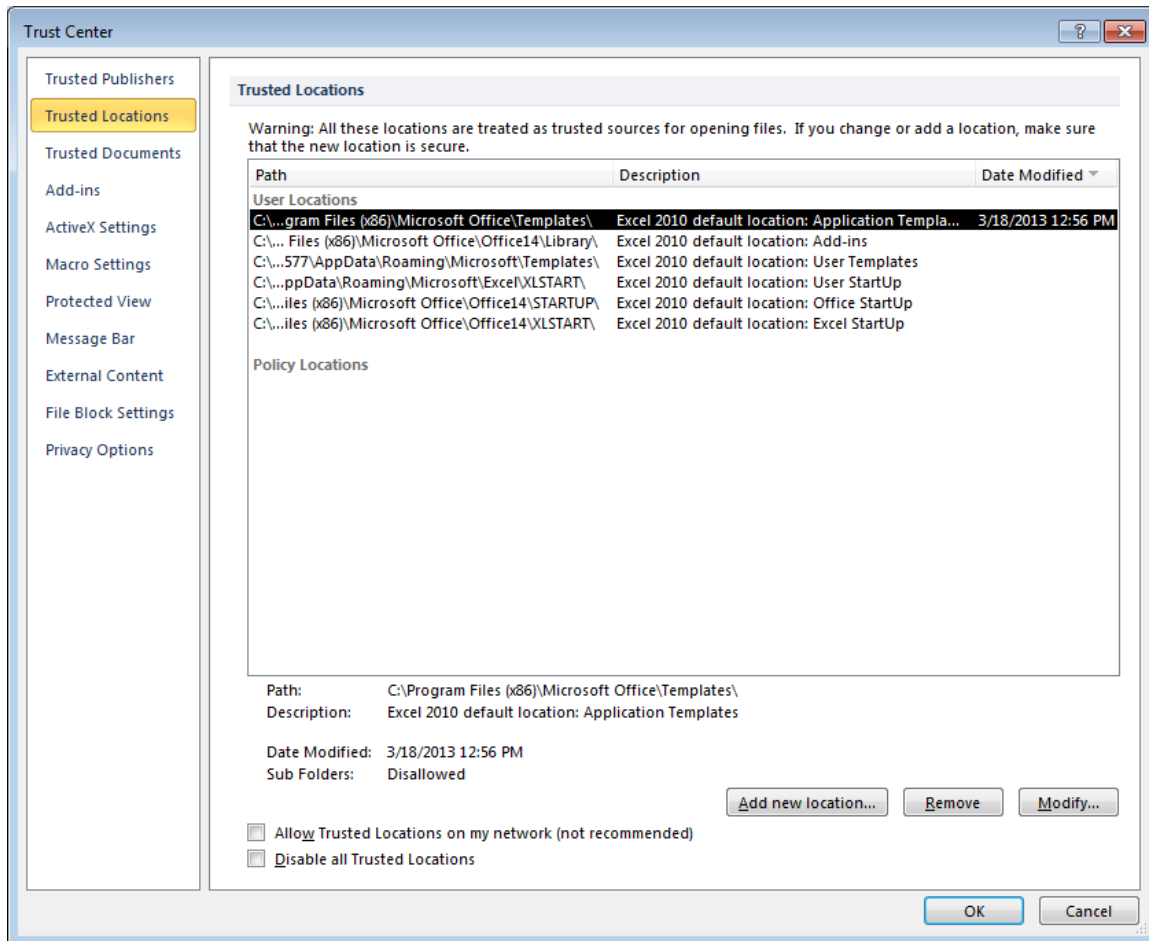 Trust Center
Trusted Publishers
Trusted Locations
Trusted Documents
Add-ins
ActiveX Settings
Macro Settings
Protected View
Message Bar
External Content
File Block Settings
Privacy Options
Trusted Locations
Warning: All these locations are treated as trusted sources for opening files.  If you change or add a location, make sure
that the new location is secure.
Path Description Date Modified
User Locations
C:\...gram Files (x86)\Microsoft Office\Templates\ Excel 2010 default location: Application Templa... 3/18/2013 12:56 PM
C:\... Files (x86)\Microsoft Office\Office14\Library\ Excel 2010 default location: Add-ins
C:\...577\AppData\Roaming\Microsoft\Templates\ Excel 2010 default location: User Templates
C:\...ppData\Roaming\Microsoft\Excel\XLSTART\ Excel 2010 default location: User StartUp
C:\...iles (x86)\Microsoft Office\Office14\STARTUP\ Excel 2010 default location: Office StartUp
C:\...iles (x86)\Microsoft Office\Office14\XLSTART\ Excel 2010 default location: Excel StartUp
Policy Locations
Path: C:\Program Files (x86)\Microsoft Office\Templates\
Description: Excel 2010 default location: Application Templates
Date Modified: 3/18/2013 12:56 PM
Sub Folders: Disallowed
Add new location... Remove Modify...
Allow Trusted Locations on my network (not recommended)
Disable all Trusted Locations
OK Cancel